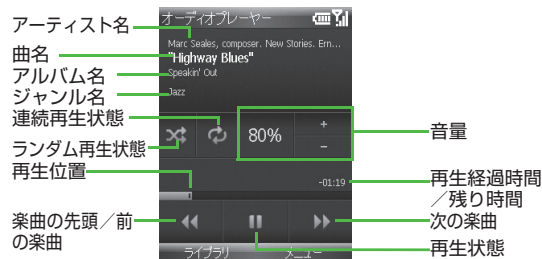 アーティスト名
曲名
アルバム名
ジャンル名
連続再生状態
ランダム再生状態
再生位置
楽曲の先頭／前
の楽曲
オーディオプレーヤー
Marc Seales, composer. New Stories. Ern...
"Highway Blues"
Speakin' Out
Jazz
80%
+
−
-01:19
ライブラリ
メニュー
音量
再生経過時間
／残り時間
次の楽曲
再生状態